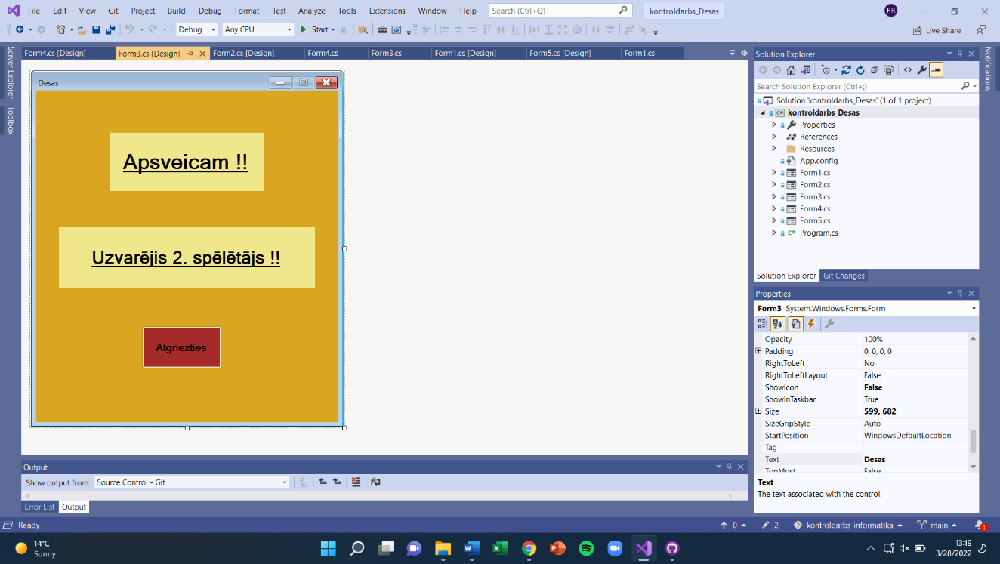 File Edit View Git Project Build Debug Format Test Analyze Tools Extensions Window Help Search (Ctrl+Q) kontroldarbs_Desas RR
Debug Any CPU Start Live Share
Server Explorer
Toolbox
Form4.cs [Design] Form3.cs [Design] Form2.cs [Design] Form4.cs Form3.cs Form1.cs [Design] Form5.cs [Design] Form1.cs
Desas
Apsveicam !!
Uzvarējis 2. spēlētājs !!
Atgriezties
Solution Explorer
Search Solution Explorer (Ctrl+;)
Solution 'kontroldarbs_Desas' (1 of 1 project)
kontroldarbs_Desas
Properties
References
Resources
App.config
Form1.cs
Form2.cs
Form3.cs
Form4.cs
Form5.cs
Program.cs
Solution Explorer Git Changes
Notifications
Properties
Form3 System.Windows.Forms.Form
Opacity 100%
Padding 0, 0, 0, 0
RightToLeft No
RightToLeftLayout False
ShowIcon False
ShowInTaskbar True
Size 599, 682
SizeGripStyle Auto
StartPosition WindowsDefaultLocation
Tag
Text Desas
TopMost False
Text
The text associated with the control.
Output
Show output from: Source Control - Git
Error List Output
Ready 0 2 kontroldarbs_informatika main 1
14°C
Sunny
13:19
3/28/2022